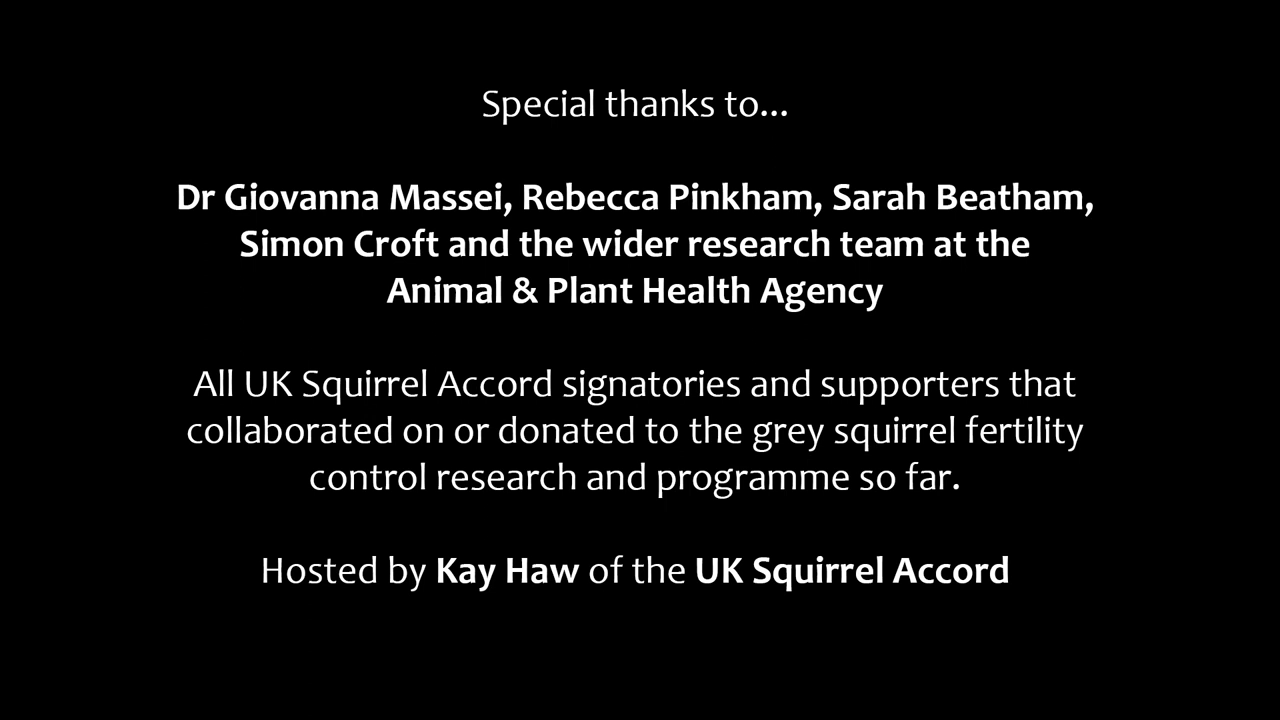 Special thanks to...
Dr Giovanna Massei, Rebecca Pinkham, Sarah Beatham,
Simon Croft and the wider research team at the
Animal & Plant Health Agency
All UK Squirrel Accord signatories and supporters that
collaborated on or donated to the grey squirrel fertility
control research and programme so far.
Hosted by Kay Haw of the UK Squirrel Accord